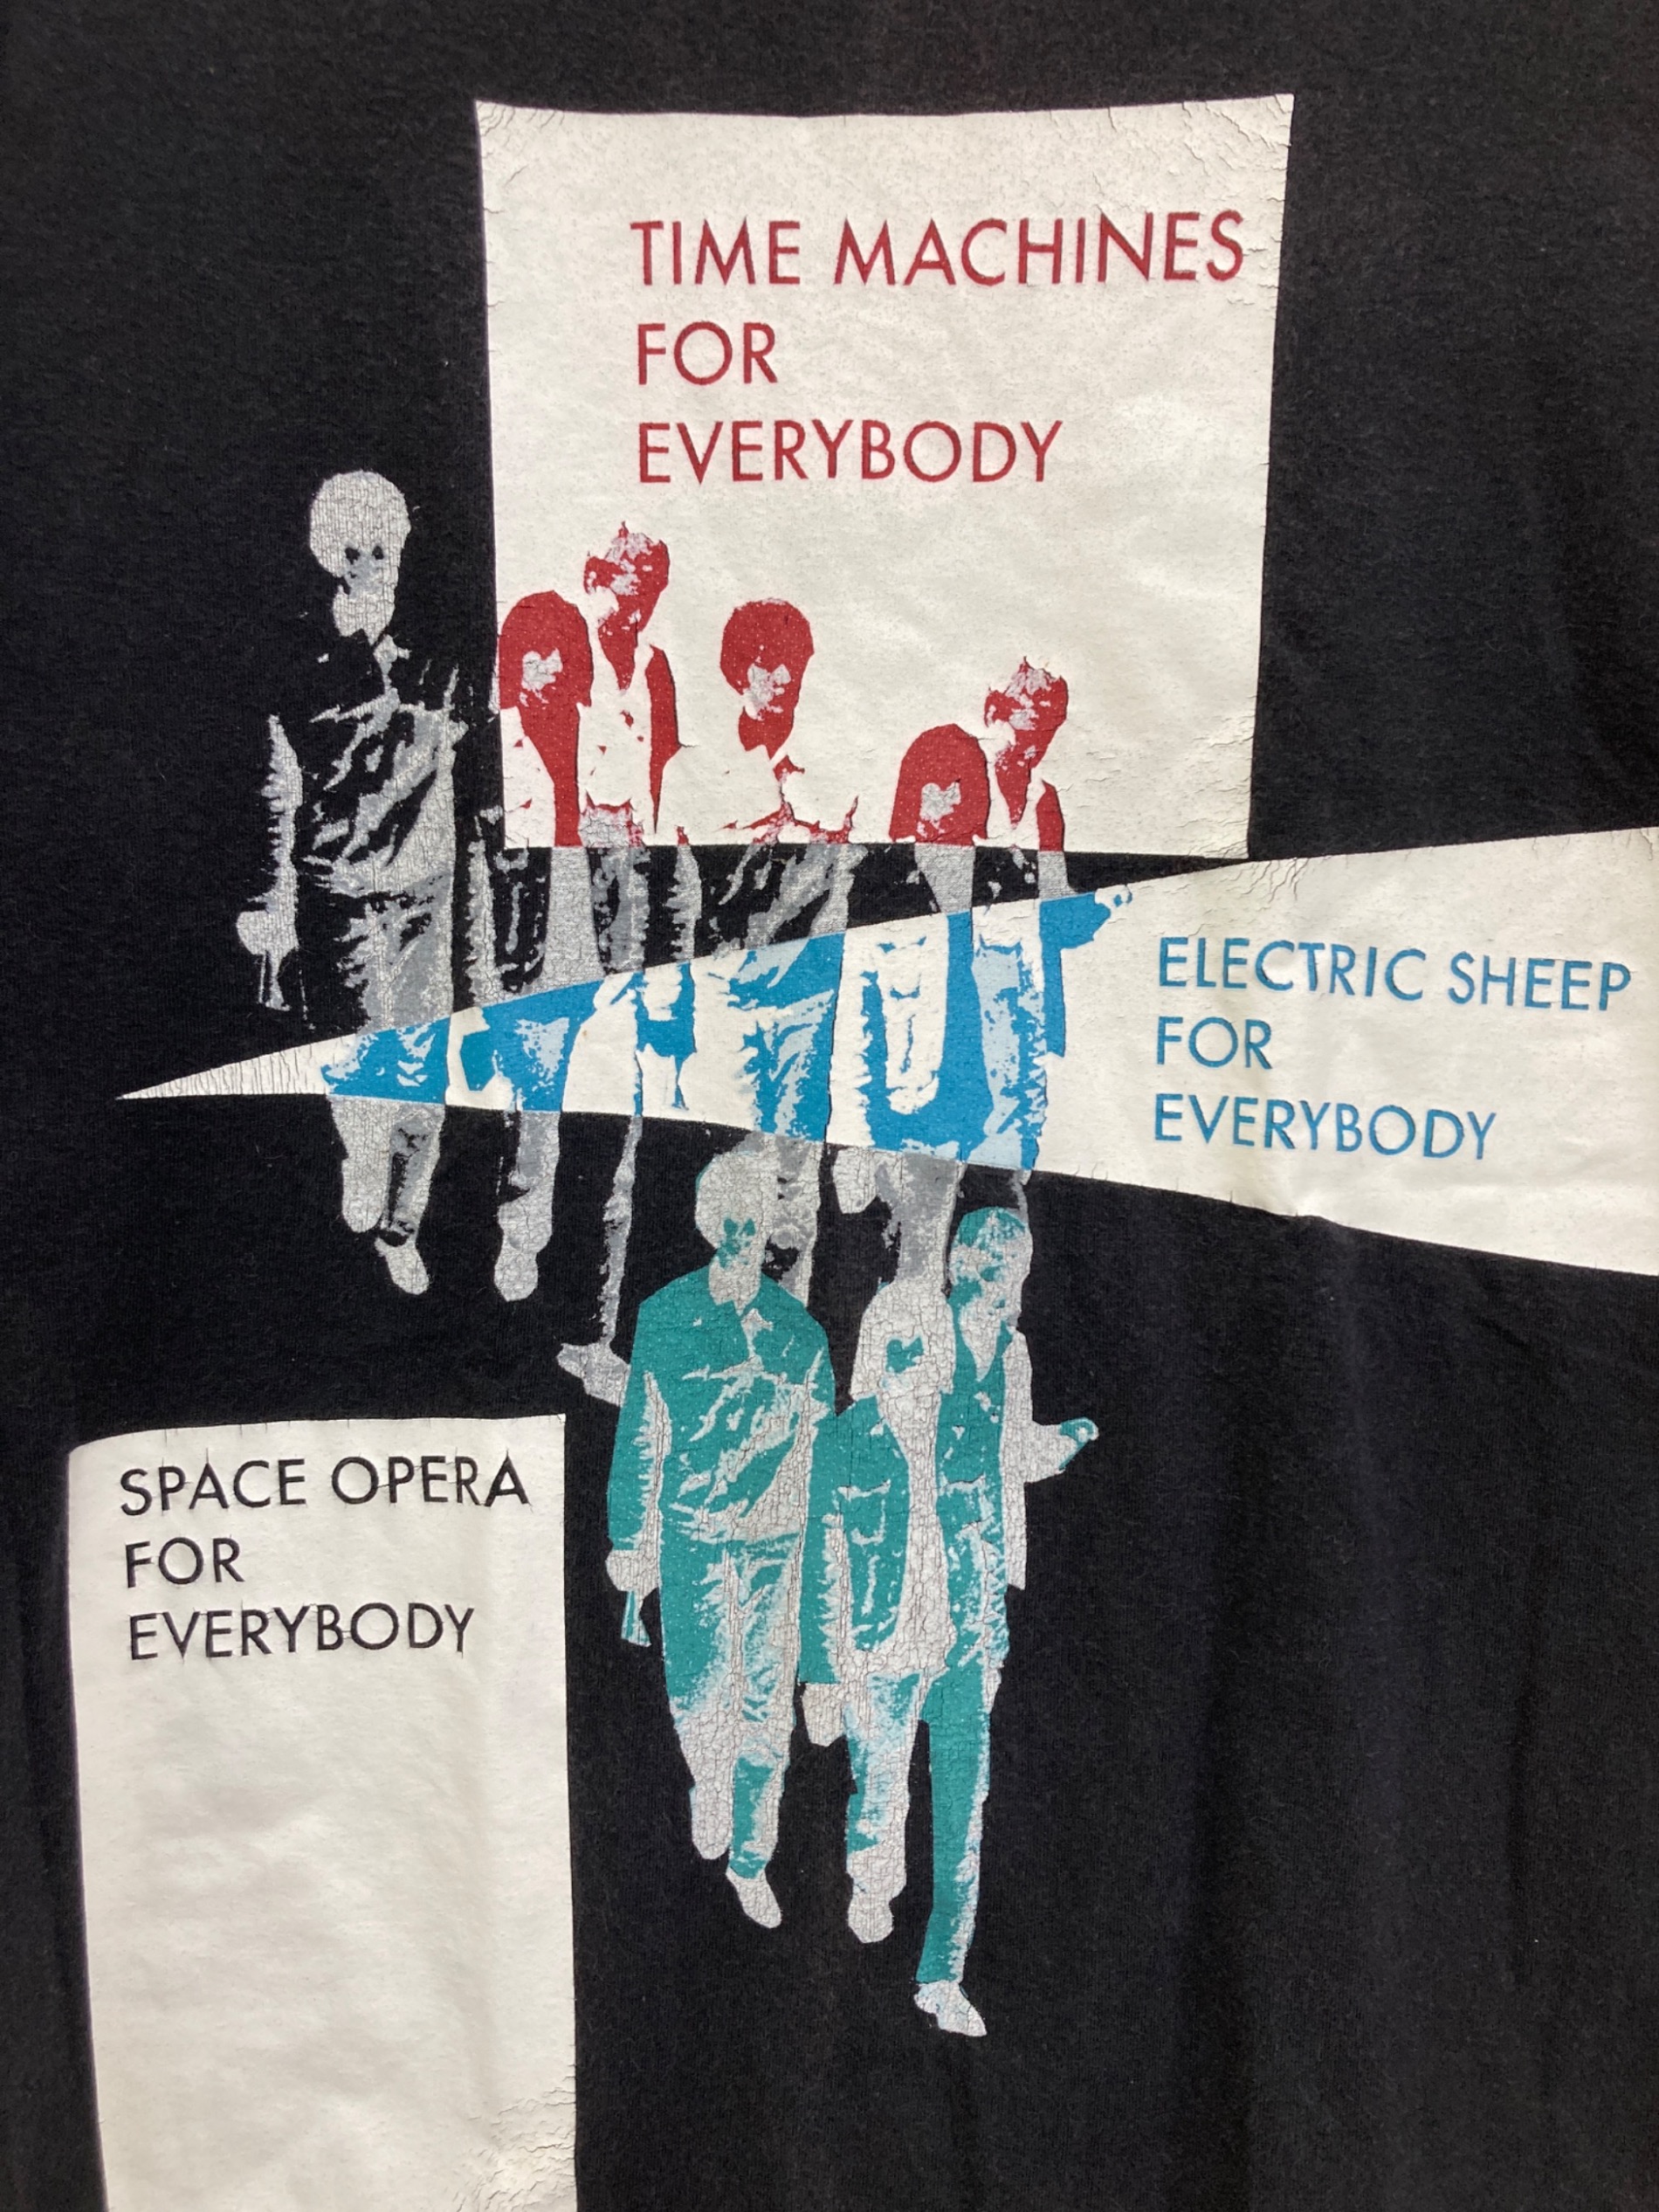 TIME MACHINES
FOR
EVERYBODY
ELECTRIC SHEEP
FOR
EVERYBODY
SPACE OPERA
FOR
EVERYBODY